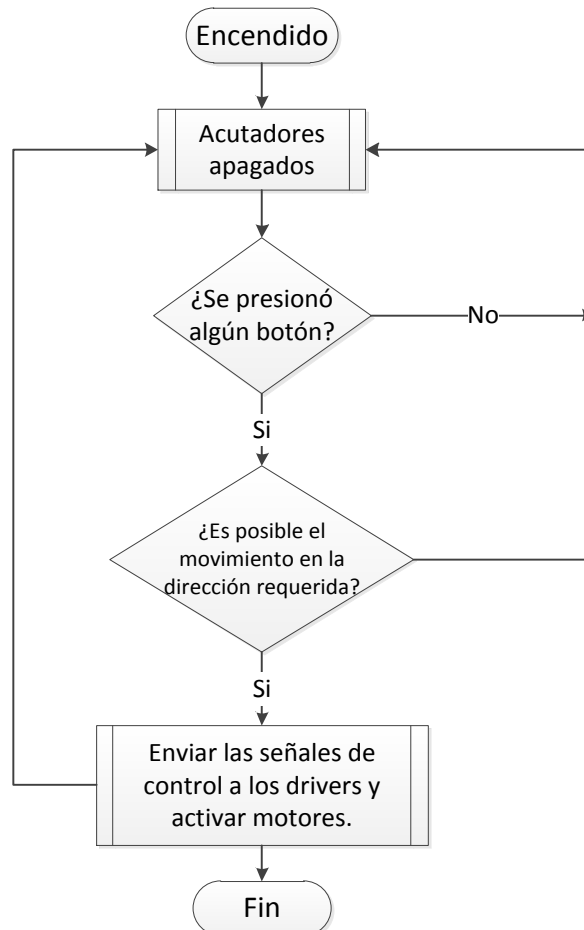 Encendido
Acutadores
apagados
¿Se presionó
algún botón?
No
Si
¿Es posible el
movimiento en la
dirección requerida?
Si
Enviar las señales de
control a los drivers y
activar motores.
Fin